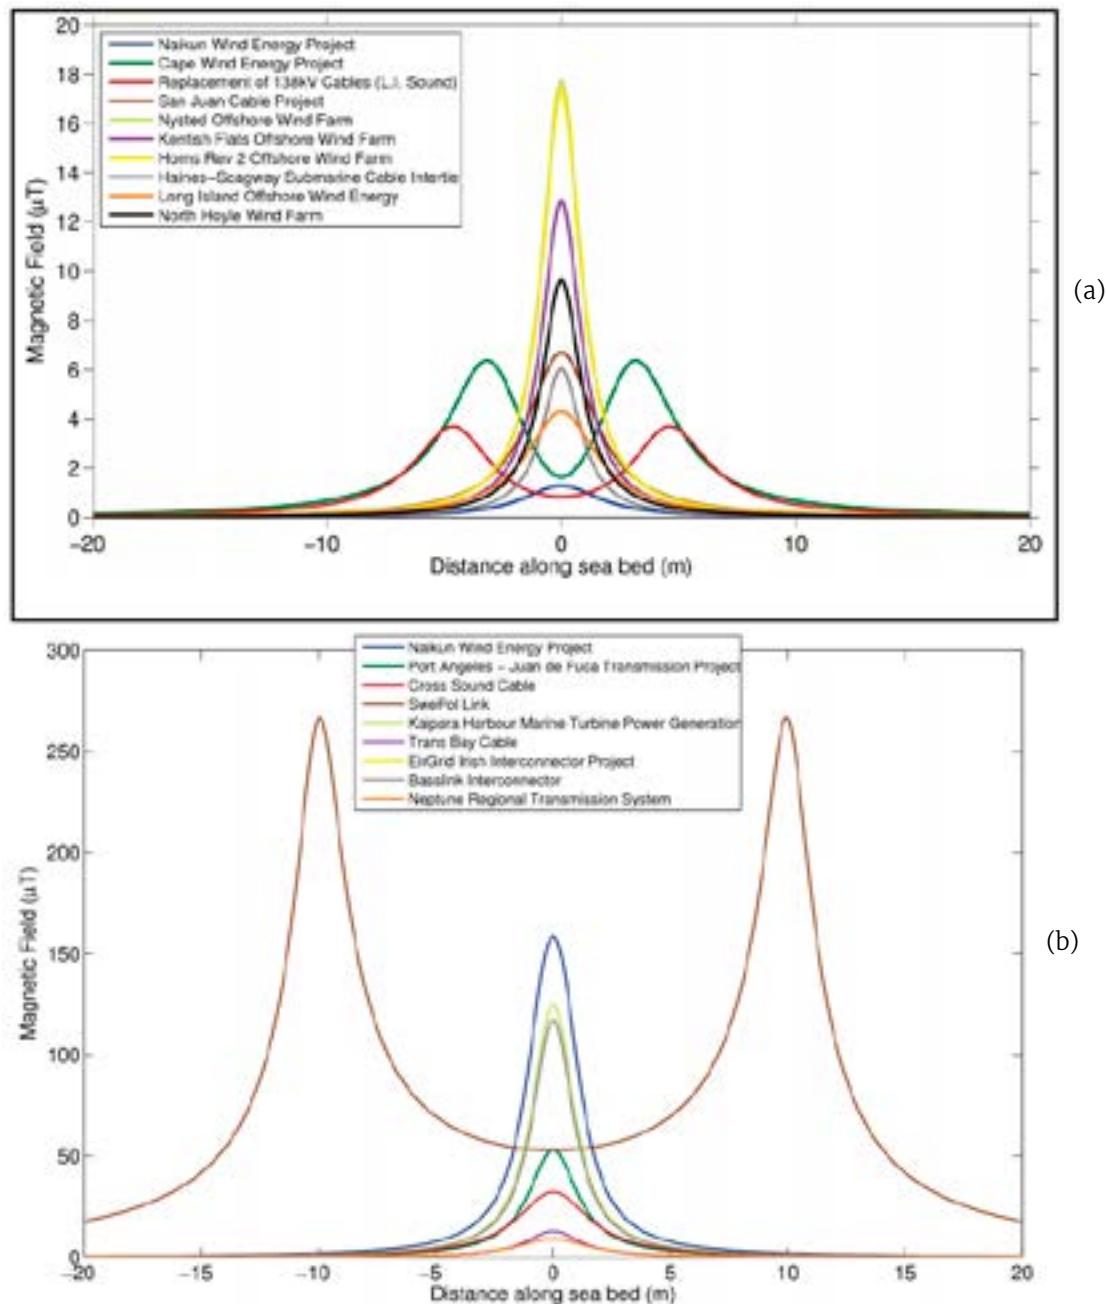 20
18
16
14
12
10
8
6
4
2
0
Magnetic Field (μT)
Naikun Wind Energy Project
Cape Wind Energy Project
Replacement of 138kV Cables (L.I. Sound)
San Juan Cable Project
Nysted Offshore Wind Farm
Kentish Flats Offshore Wind Farm
Horns Rev 2 Offshore Wind Farm
Haines-Scagway Submarine Cable Intertie
Long Island Offshore Wind Energy
North Hoyle Wind Farm
(a)
-20 -10 0 10 20
Distance along sea bed (m)
300
250
200
150
100
50
0
Magnetic Field (μT)
Naikun Wind Energy Project
Port Angeles - Juan de Fuca Transmission Project
Cross Sound Cable
SwePol Link
Kaipara Harbour Marine Turbine Power Generation
Trans Bay Cable
EirGrid Irish Interconnector Project
Basslink Interconnector
Neptune Regional Transmission System
(b)
-20 -15 -10 -5 0 5 10 15 20
Distance along sea bed (m)